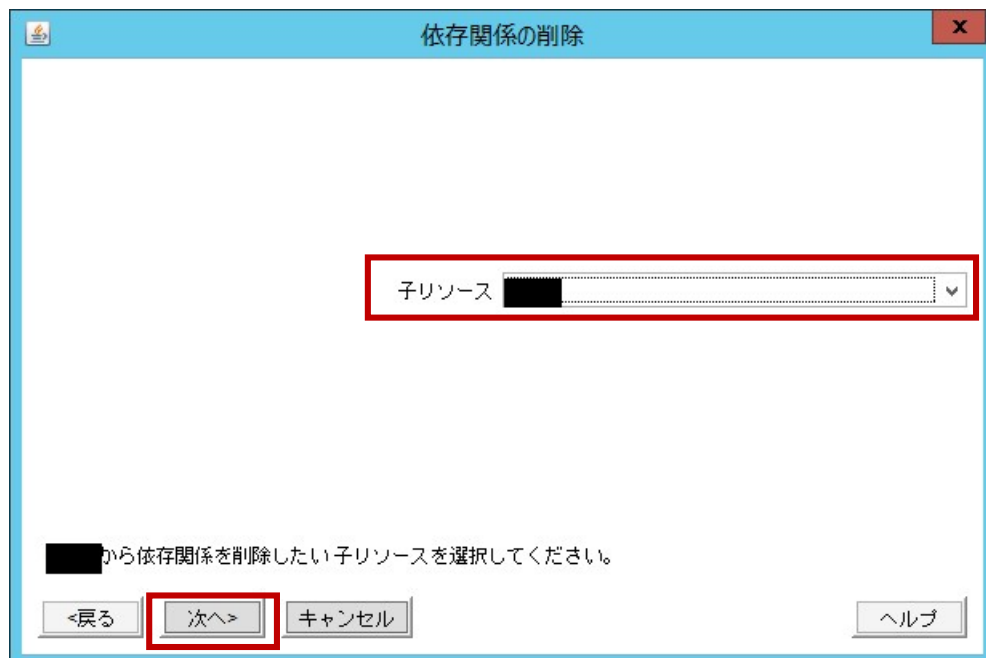 依存関係の削除
x
子リソース
から依存関係を削除したい子リソースを選択してください。
<戻る 次へ> キャンセル ヘルプ